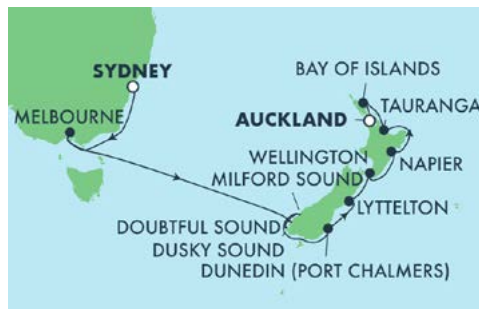 SYDNEY
MELBOURNE
BAY OF ISLANDS
TAURANGA
AUCKLAND
NAPIER
WELLINGTON
MILFORD SOUND
LYTTELTON
DOUBTFUL SOUND
DUSKY SOUND
DUNEDIN (PORT CHALMERS)